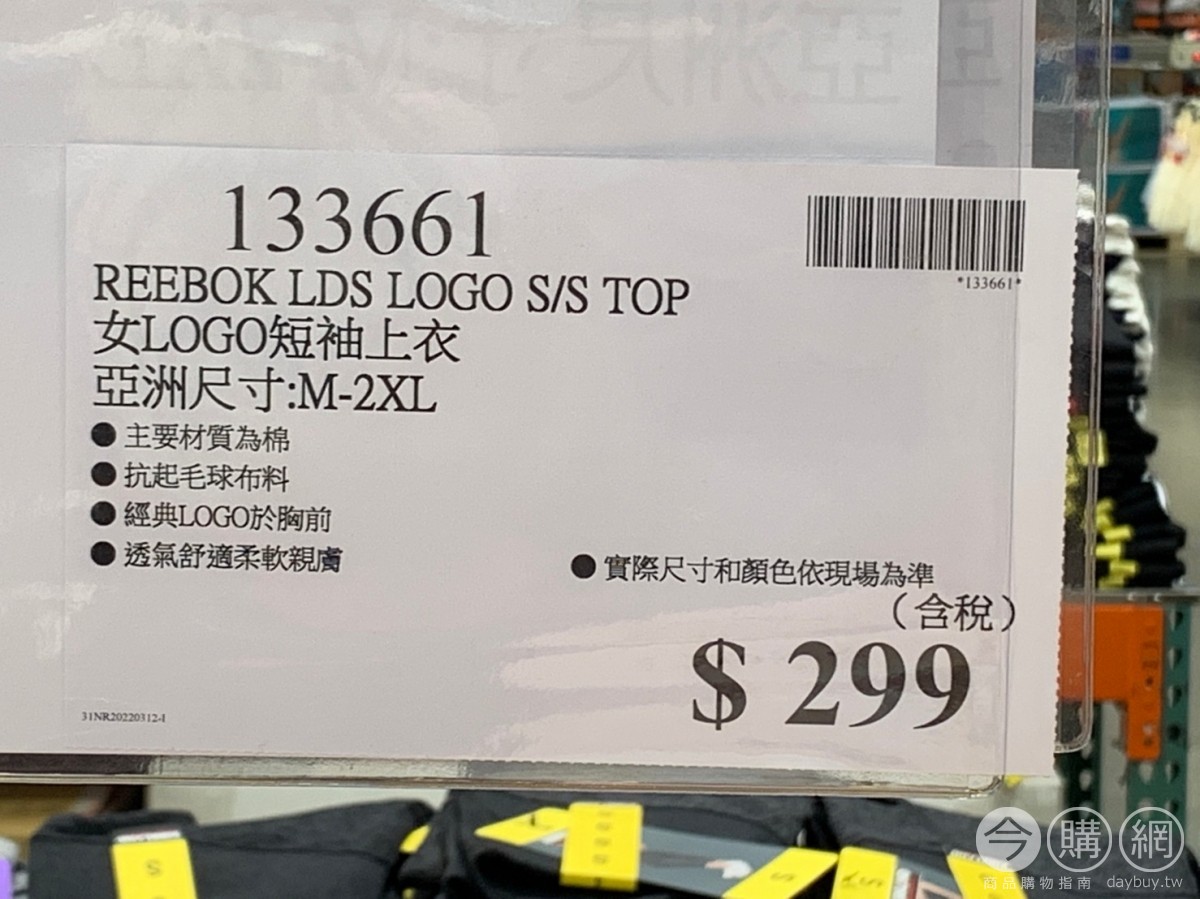 133661
*133661*
REEBOK LDS LOGO S/S TOP
女LOGO短袖上衣
亞洲尺寸:M-2XL
● 主要材質為棉
● 抗起毛球布料
● 經典LOGO於胸前
● 透氣舒適柔軟親膚
● 實際尺寸和顏色依現場為準
(含稅)
$ 299
31NR20220312-1
S
S
今購網
商品購物指南 daybuy.tw